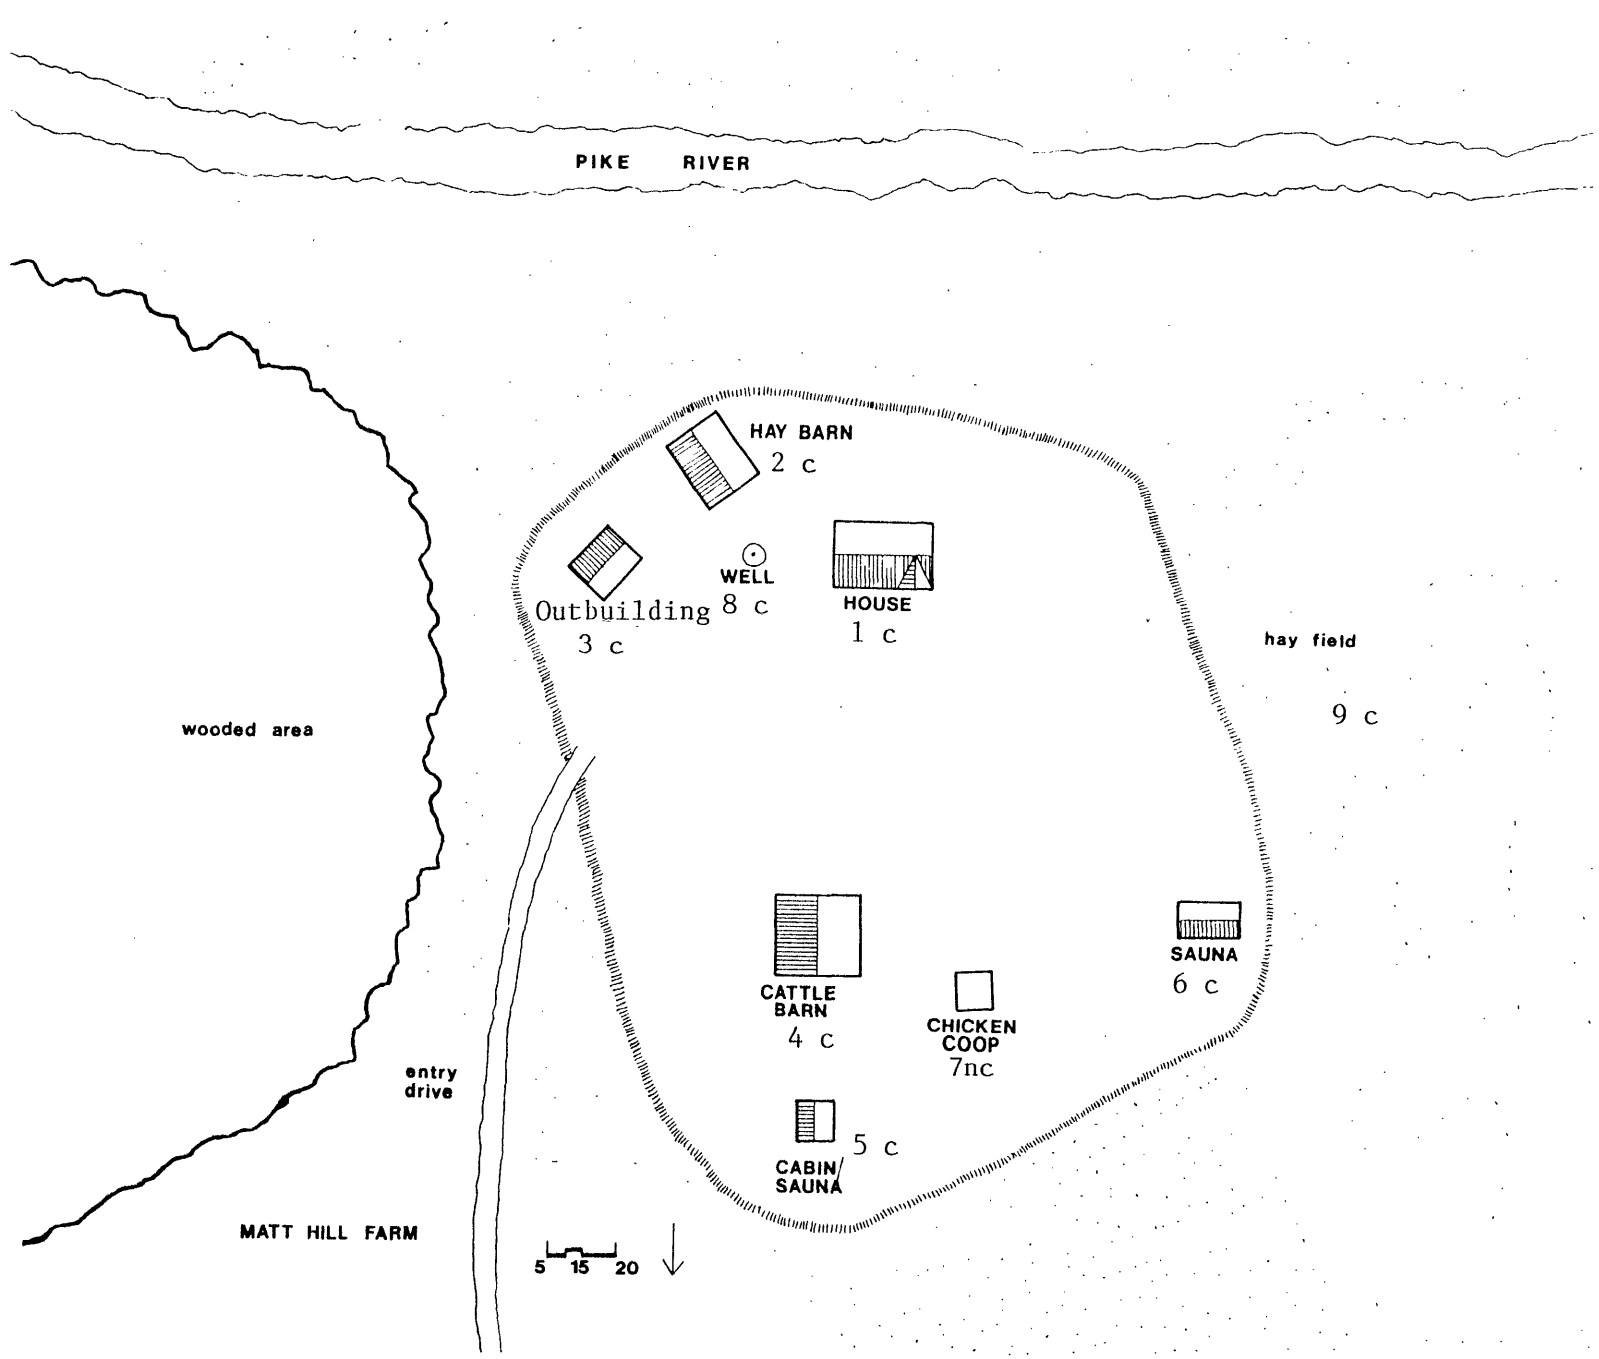 PIKE RIVER
HAY BARN
2 c
WELL
8 c
HOUSE
1 c
Outbuilding
3 c
hay field
9 c
wooded area
SAUNA
6 c
CATTLE
BARN
4 c
CHICKEN
COOP
7nc
entry
drive
5 c
CABIN/
SAUNA
MATT HILL FARM
5 15 20